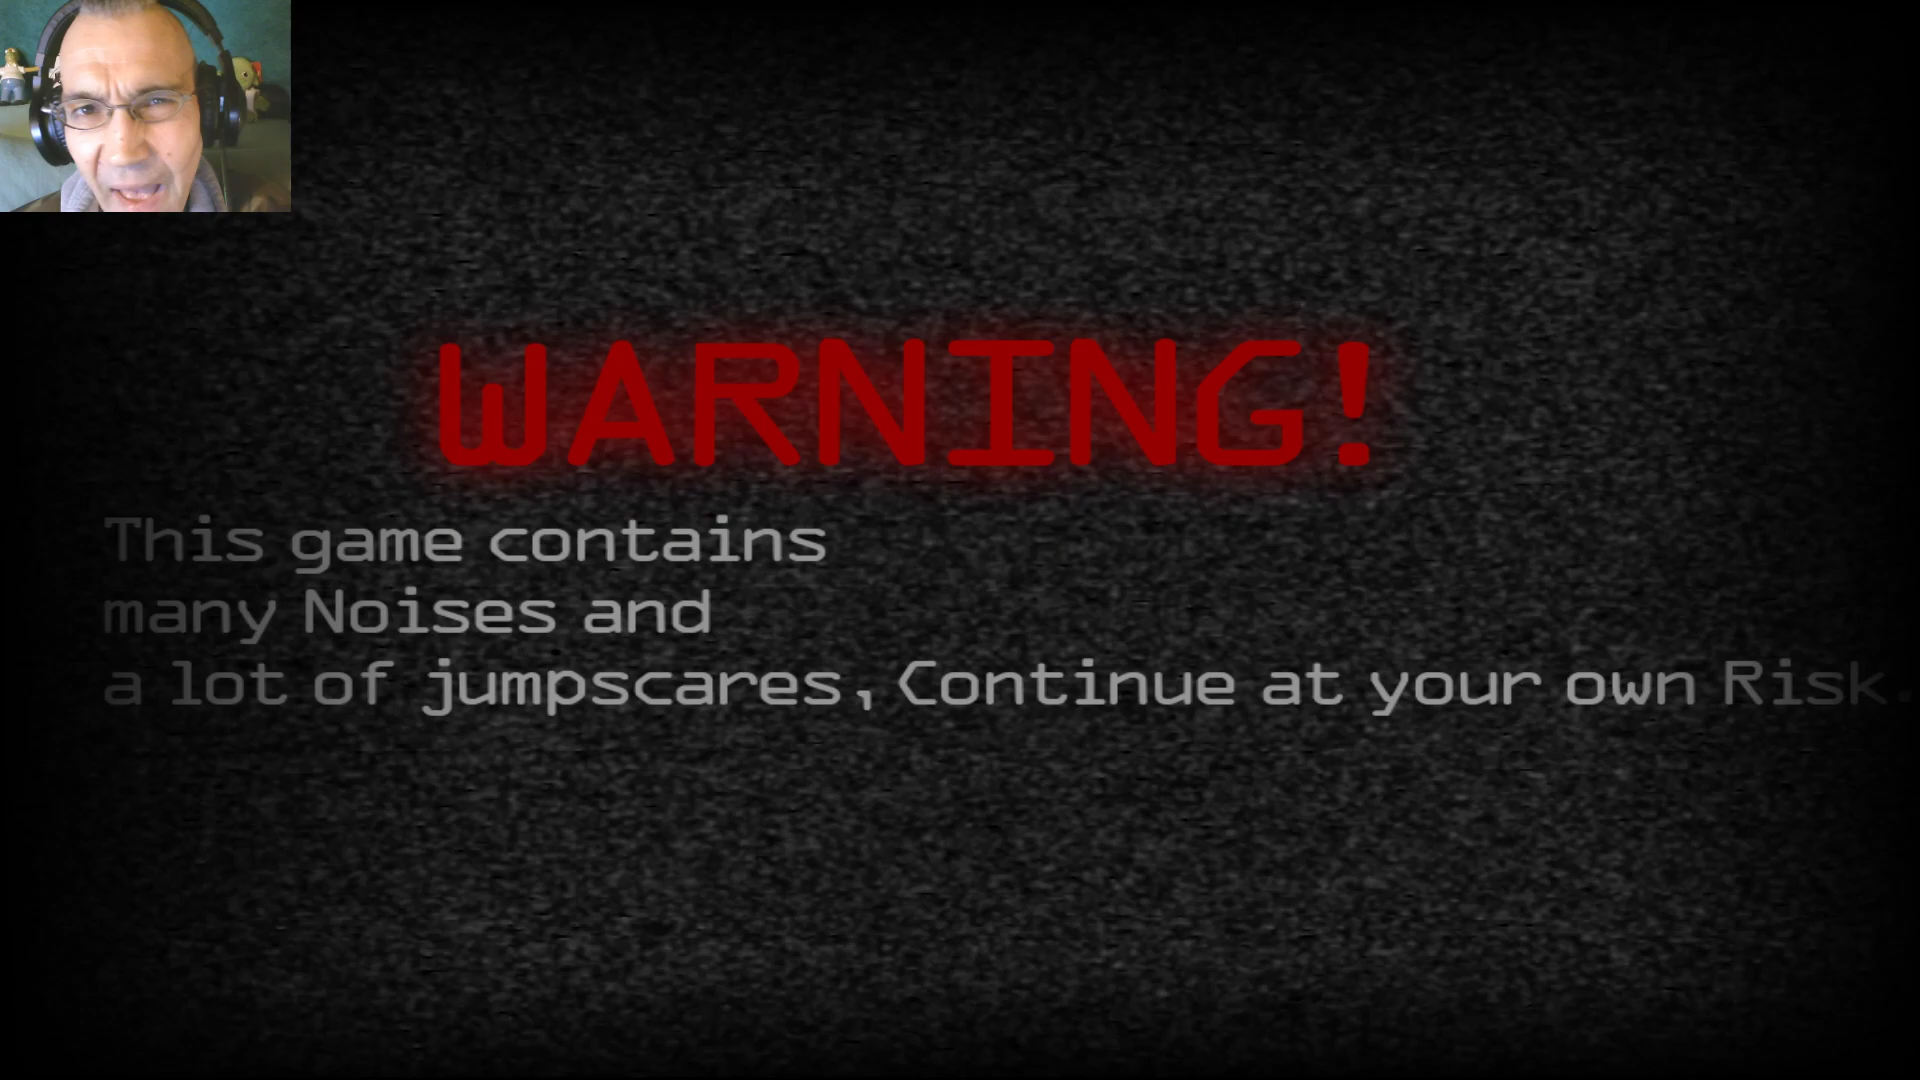 WARNING!
This game contains
many Noises and
a lot of jumpscares, Continue at your own Risk.